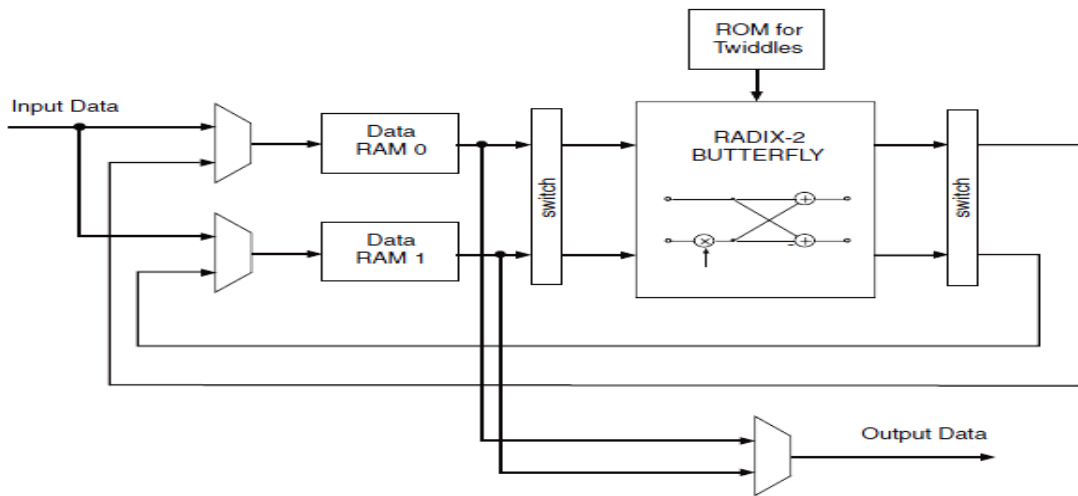 ROM for
Twiddles
Input Data
Data
RAM 0
switch
RADIX-2
BUTTERFLY
switch
Data
RAM 1
Output Data